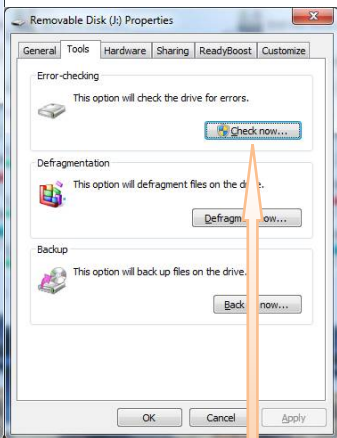 Removable Disk (J:) Properties
General Tools Hardware Sharing ReadyBoost Customize
Error-checking
This option will check the drive for errors.
Check now...
Defragmentation
This option will defragment files on the
Backup
This option will back up files on the drive.
Back now...
OK Cancel Apply